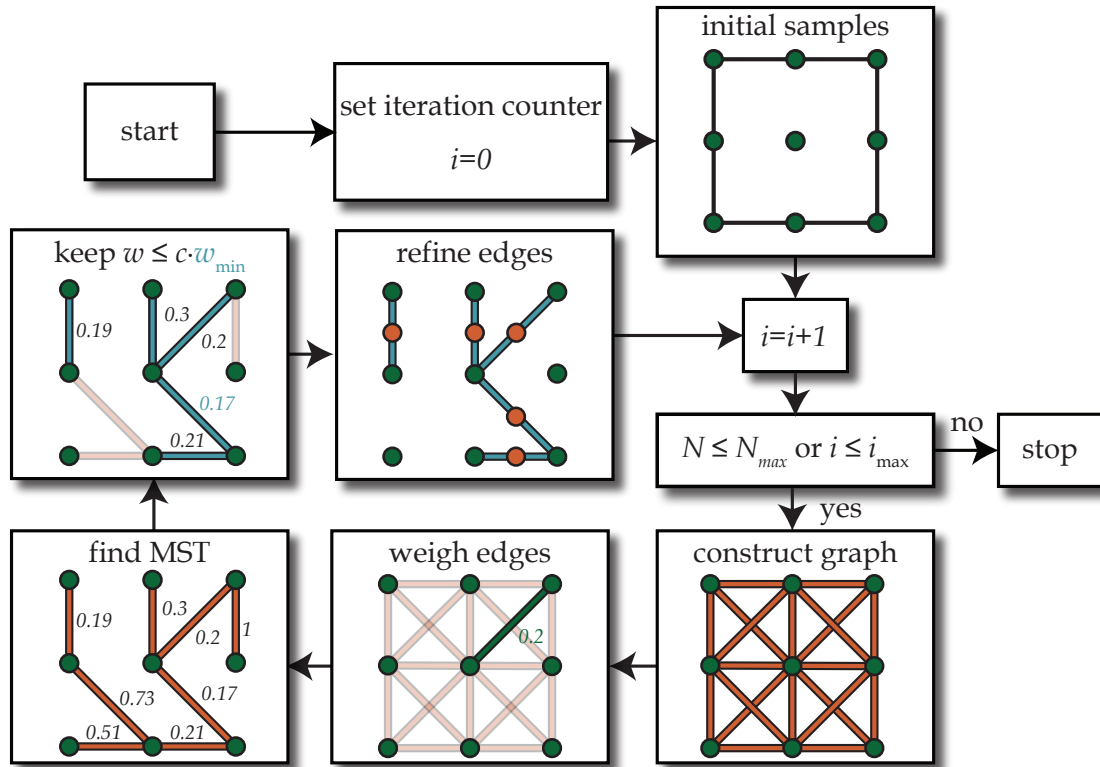 initial samples
start
set iteration counter
i=0
keep w ≤ c·w_min
0.19
0.3
0.2
0.17
0.21
refine edges
i=i+1
N ≤ N_max or i ≤ i_max
no
stop
yes
find MST
0.19
0.3
0.2
1
0.73
0.17
0.51
0.21
weigh edges
0.2
construct graph